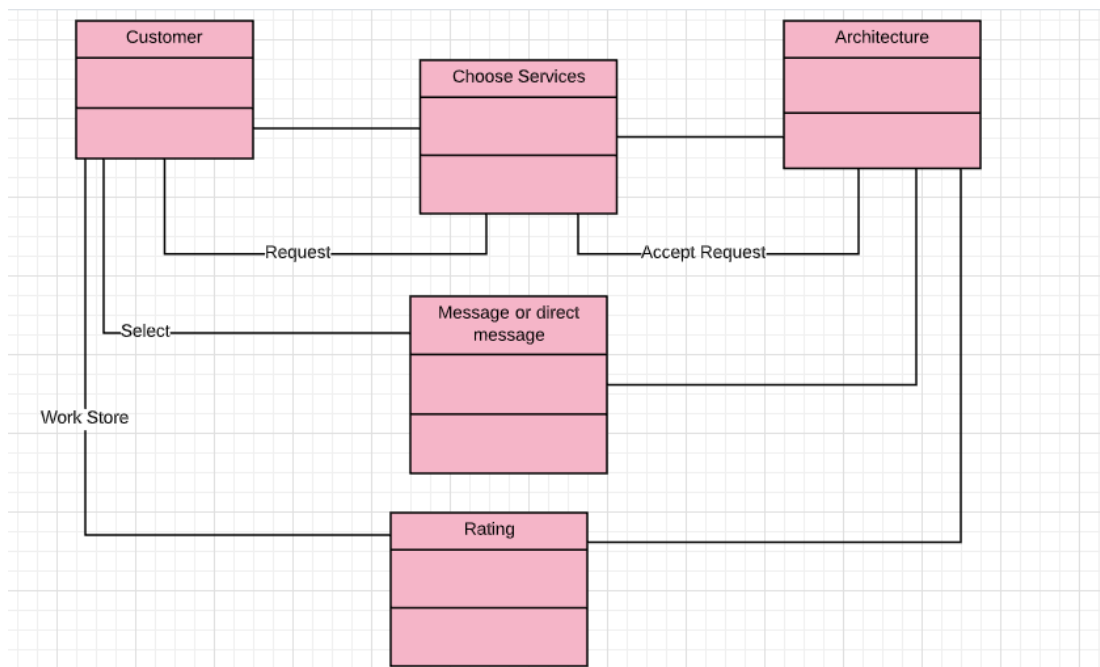 Customer
Architecture
Choose Services
Request
Accept Request
Message or direct
message
Select
Work Store
Rating